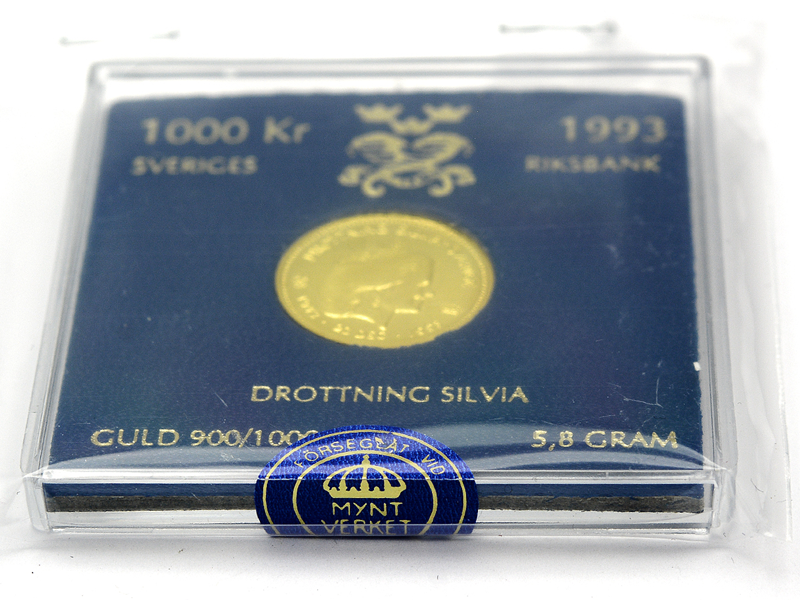 1000 Kr
1993
SVERIGES
RIKSBANK
DROTTNING SILVIA
GULD 900/1000
5,8 GRAM
FÖRSEGLAT VID
MYNT
VERKET